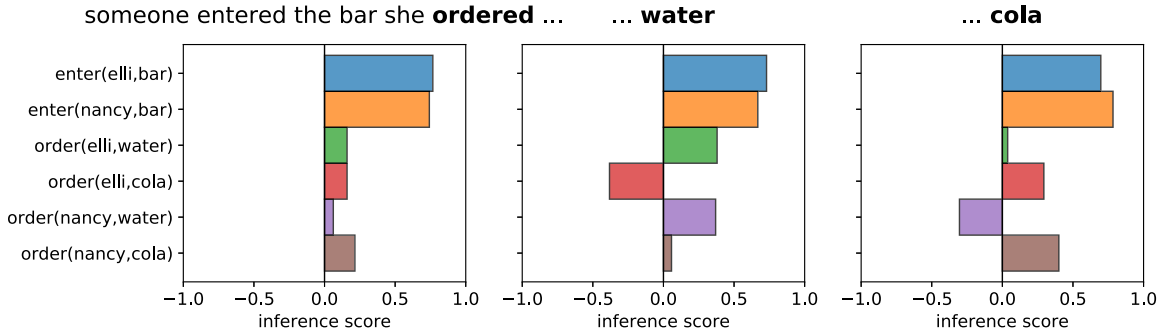 someone entered the bar she ordered ... ... water ... cola
enter(elli,bar)
enter(nancy,bar)
order(elli,water)
order(elli,cola)
order(nancy,water)
order(nancy,cola)
−1.0 −0.5 0.0 0.5 1.0 −1.0 −0.5 0.0 0.5 1.0 −1.0 −0.5 0.0 0.5 1.0
inference score inference score inference score